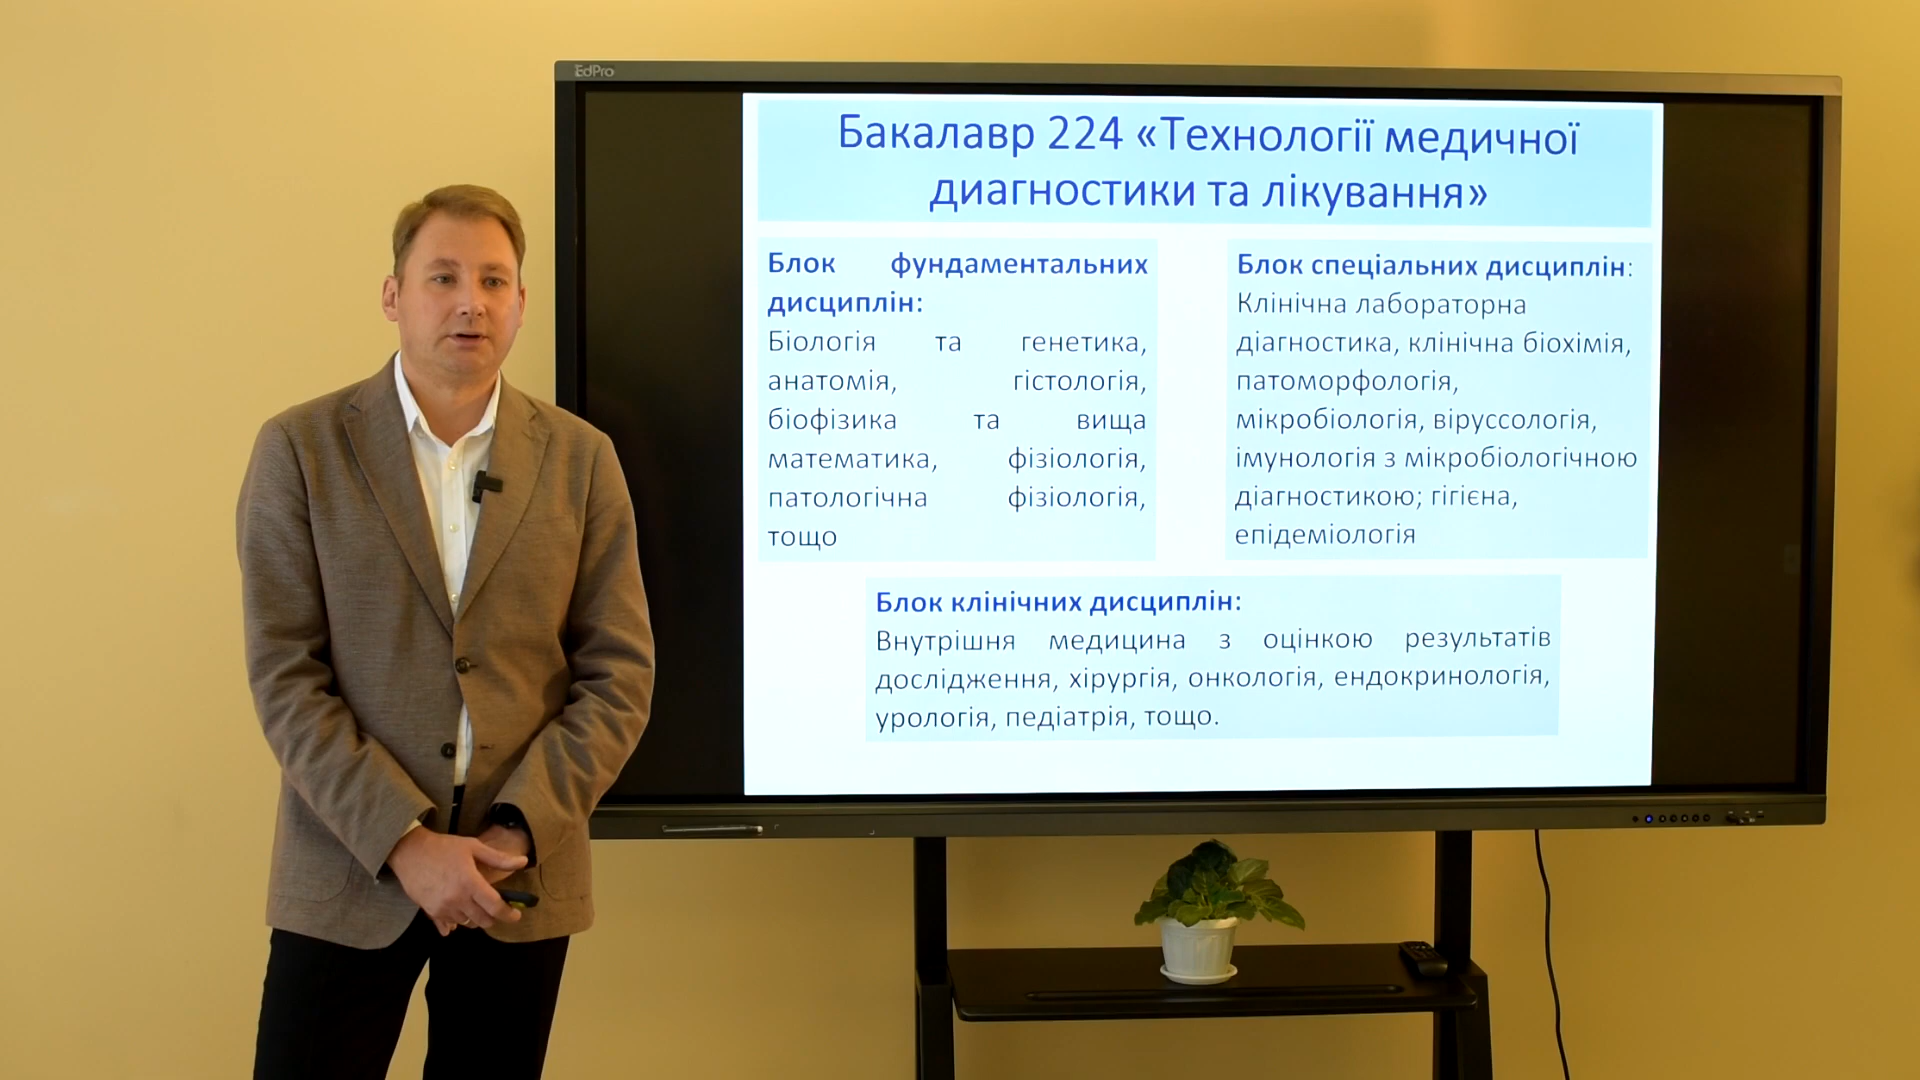 EdPro
Бакалавр 224 «Технології медичної
диагностики та лікування»
Блок фундаментальних
дисциплін:
Біологія та генетика,
анатомія, гістологія,
біофізика та вища
математика, фізіологія,
патологічна фізіологія,
тощо
Блок спеціальних дисциплін:
Клінічна лабораторна
діагностика, клінічна біохімія,
патоморфологія,
мікробіологія, віруссологія,
імунологія з мікробіологічною
діагностикою; гігієна,
епідеміологія
Блок клінічних дисциплін:
Внутрішня медицина з оцінкою результатів
дослідження, хірургія, онкологія, ендокринологія,
урологія, педіатрія, тощо.